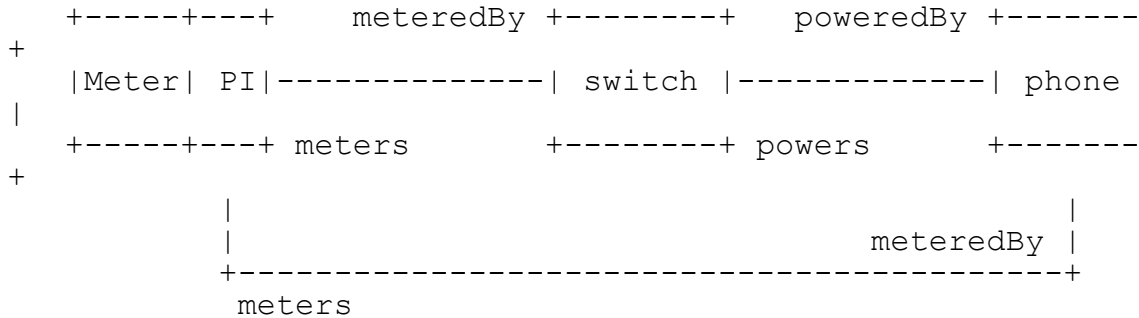 +-----+---+    meteredBy +--------+   poweredBy +-------
+
|Meter| PI|--------------| switch |-------------| phone
|
+-----+---+ meters       +--------+ powers      +-------
+
|                                           |
|                                 meteredBy |
+-------------------------------------------+
meters